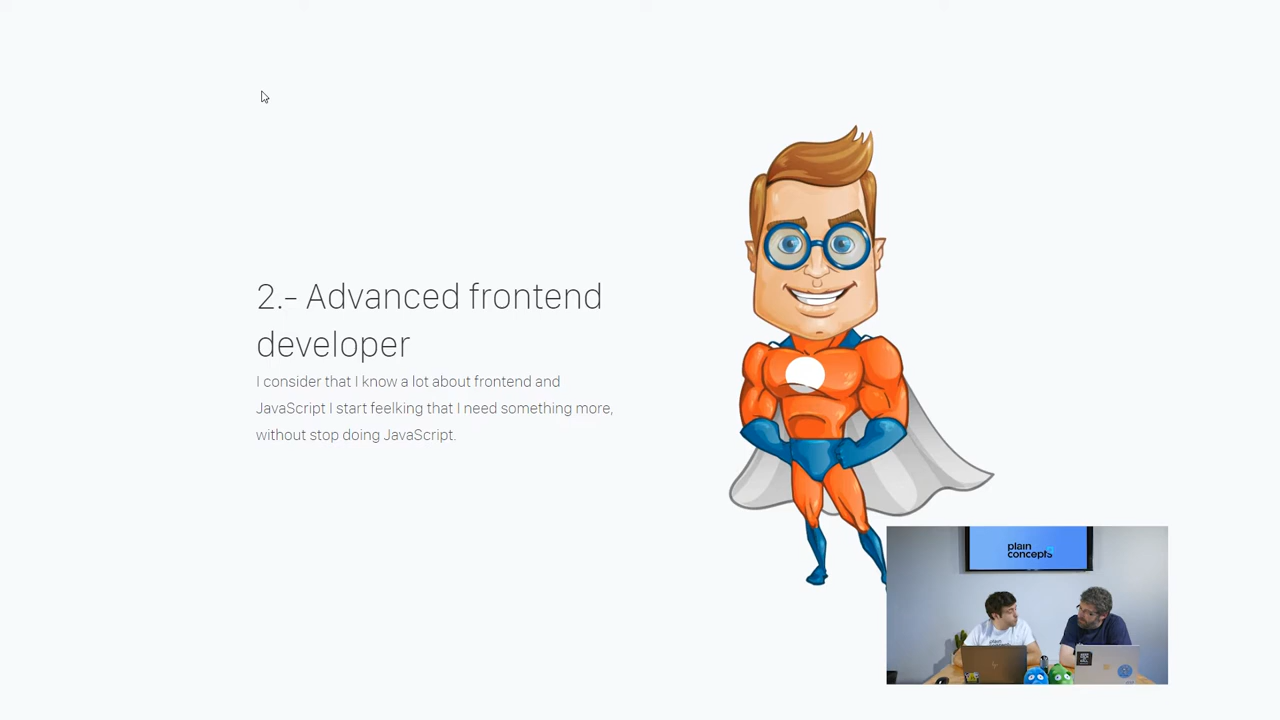 2.- Advanced frontend
developer
I consider that I know a lot about frontend and
JavaScript I start feelking that I need something more,
without stop doing JavaScript.
plain
concepts